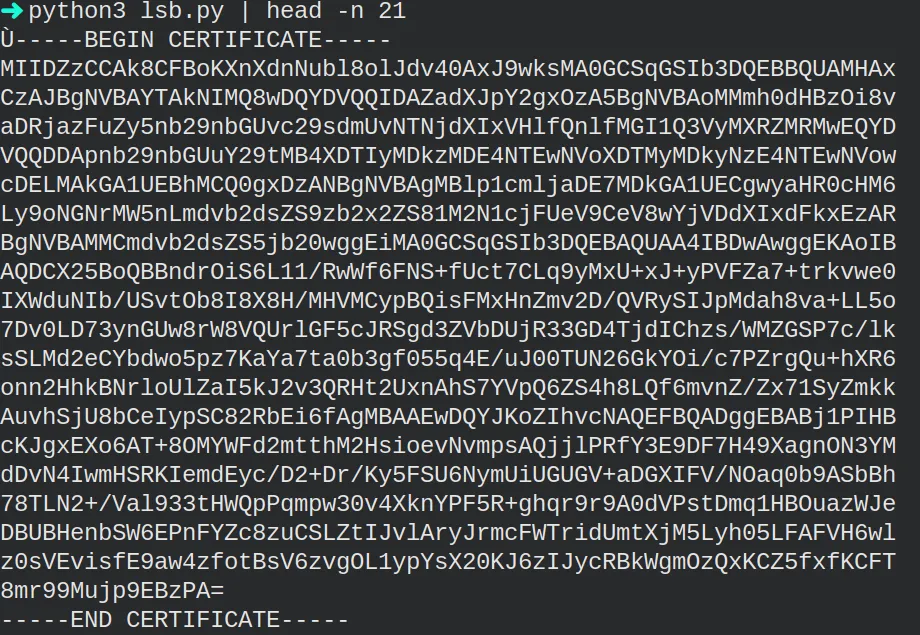 ➜ python3 lsb.py | head -n 21
Ù-----BEGIN CERTIFICATE-----
MIIDZzCCAk8CFBoKXnXdnNubl8olJdv40AxJ9wksMA0GCSqGSIb3DQEBBQUAMHAx
CzAJBgNVBAYTAkNIMQ8wDQYDVQQIDAZadXJpY2gxOzA5BgNVBAoMMmh0dHBzOi8v
aDRjazFuZy5nb29nbGUvc29sdmUvNTNjdXIxVHlfQnlfMGI1Q3VyMXRZMRMwEQYD
VQQDDApnb29nbGUuY29tMB4XDTIyMDkzMDE4NTEwNVoXDTMyMDkyNzE4NTEwNVow
cDELMAkGA1UEBhMCQ0gxDzANBgNVBAgMBlp1cmljaDE7MDkGA1UECgwyaHR0cHM6
Ly9oNGNrMW5nLmdvb2dsZS9zb2x2ZS81M2N1cjFUeV9CeV8wYjVDdXIxdFkxEzAR
BgNVBAMMCmdvb2dsZS5jb20wggEiMA0GCSqGSIb3DQEBAQUAA4IBDwAwggEKAoIB
AQDCX25BoQBBndrOiS6L11/RwWf6FNS+fUct7CLq9yMxU+xJ+yPVFZa7+trkvwe0
IXWduNIb/USvtOb8I8X8H/MHVMCypBQisFMxHnZmv2D/QVRySIJpMdah8va+LL5o
7Dv0LD73ynGUw8rW8VQUrlGF5cJRSgd3ZVbDUjR33GD4TjdIChzs/WMZGSP7c/lk
sSLMd2eCYbdwo5pz7KaYa7ta0b3gf055q4E/uJ00TUN26GkYOi/c7PZrgQu+hXR6
onn2HhkBNrloUlZaI5kJ2v3QRHt2UxnAhS7YVpQ6ZS4h8LQf6mvnZ/Zx71SyZmkk
AuvhSjU8bCeIypSC82RbEi6fAgMBAAEwDQYJKoZIhvcNAQEFBQADggEBABj1PIHB
cKJgxEXo6AT+8OMYWFd2mtthM2HsioevNvmpsAQjjlPRfY3E9DF7H49XagnON3YM
dDvN4IwmHSRKIemdEyc/D2+Dr/Ky5FSU6NymUiUGUGV+aDGXIFV/NOaq0b9ASbBh
78TLN2+/Val933tHWQpPqmpw30v4XknYPF5R+ghqr9r9A0dVPstDmq1HBOuazWJe
DBUBHenbSW6EPnFYZc8zuCSLZtIJvlAryJrmcFWTridUmtXjM5Lyh05LFAFVH6wl
z0sVEvisfE9aw4zfotBsV6zvgOL1ypYsX20KJ6zIJycRBkWgmOzQxKCZ5fxfKCFT
8mr99Mujp9EBzPA=
-----END CERTIFICATE-----